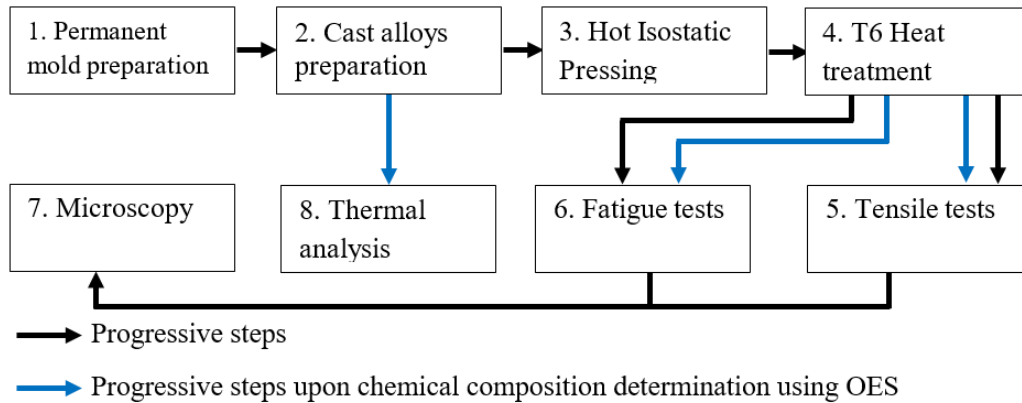 1. Permanent
mold preparation
2. Cast alloys
preparation
3. Hot Isostatic
Pressing
4. T6 Heat
treatment
7. Microscopy
8. Thermal
analysis
6. Fatigue tests
5. Tensile tests
Progressive steps
Progressive steps upon chemical composition determination using OES